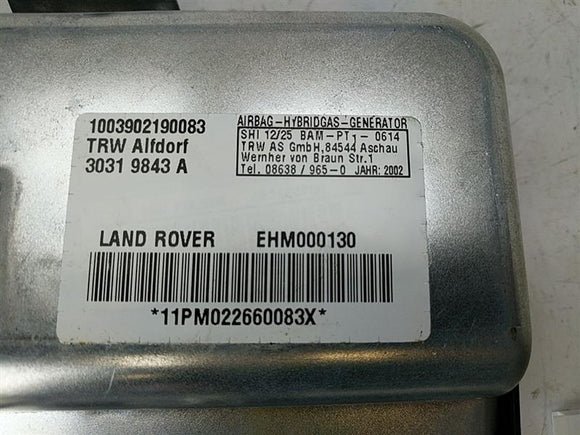 1003902190083
TRW Alfdorf
3031 9843 A
AIRBAG-HYBRIDGAS-GENERATOR
SHI 12/25 BAM-PT1-0614
TRW AS GmbH,84544 Aschau
Wernher von Braun Str.1
Tel. 08638 / 965-0 JAHR: 2002
LAND ROVER EHM000130
*11PM022660083X*